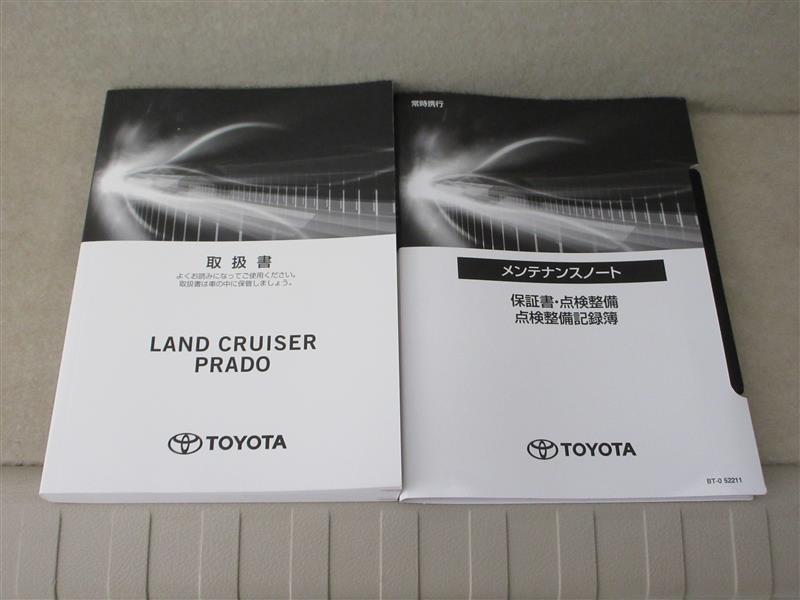 取扱書
よくお読みになってご使用ください。
取扱書は車の中に保管しましょう。
LAND CRUISER
PRADO
TOYOTA
常時携行
メンテナンスノート
保証書・点検整備
点検整備記録簿
TOYOTA
BT-0 52211